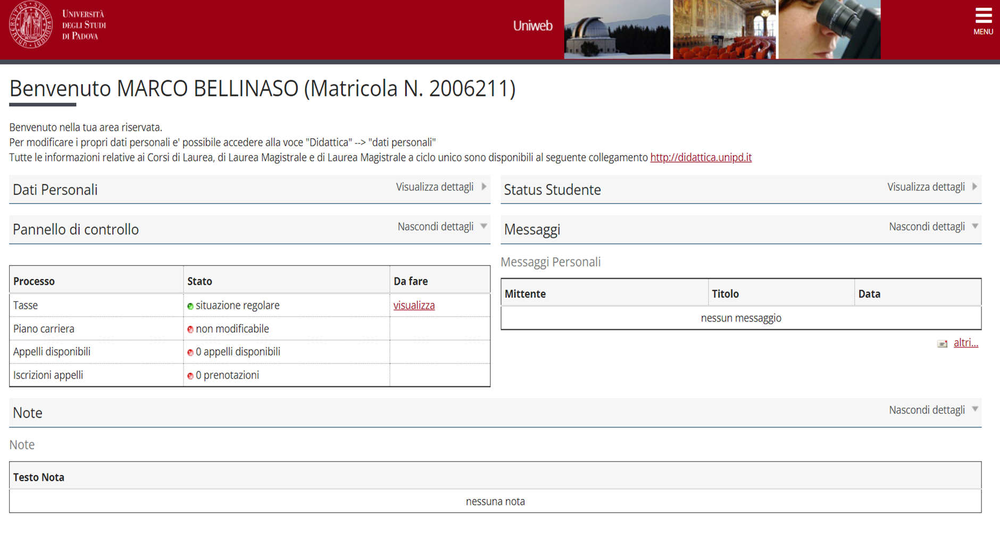 UNIVERSITÀ
DEGLI STUDI
DI PADOVA
Uniweb
MENU
Benvenuto MARCO BELLINASO (Matricola N. 2006211)
Benvenuto nella tua area riservata.
Per modificare i propri dati personali e' possibile accedere alla voce "Didattica" --> "dati personali"
Tutte le informazioni relative ai Corsi di Laurea, di Laurea Magistrale e di Laurea Magistrale a ciclo unico sono disponibili al seguente collegamento http://didattica.unipd.it
Dati Personali Visualizza dettagli
Status Studente Visualizza dettagli
Pannello di controllo Nascondi dettagli
Processo Stato Da fare
Tasse situazione regolare visualizza
Piano carriera non modificabile
Appelli disponibili 0 appelli disponibili
Iscrizioni appelli 0 prenotazioni
Messaggi Nascondi dettagli
Messaggi Personali
Mittente Titolo Data
nessun messaggio
altri...
Note Nascondi dettagli
Note
Testo Nota
nessuna nota